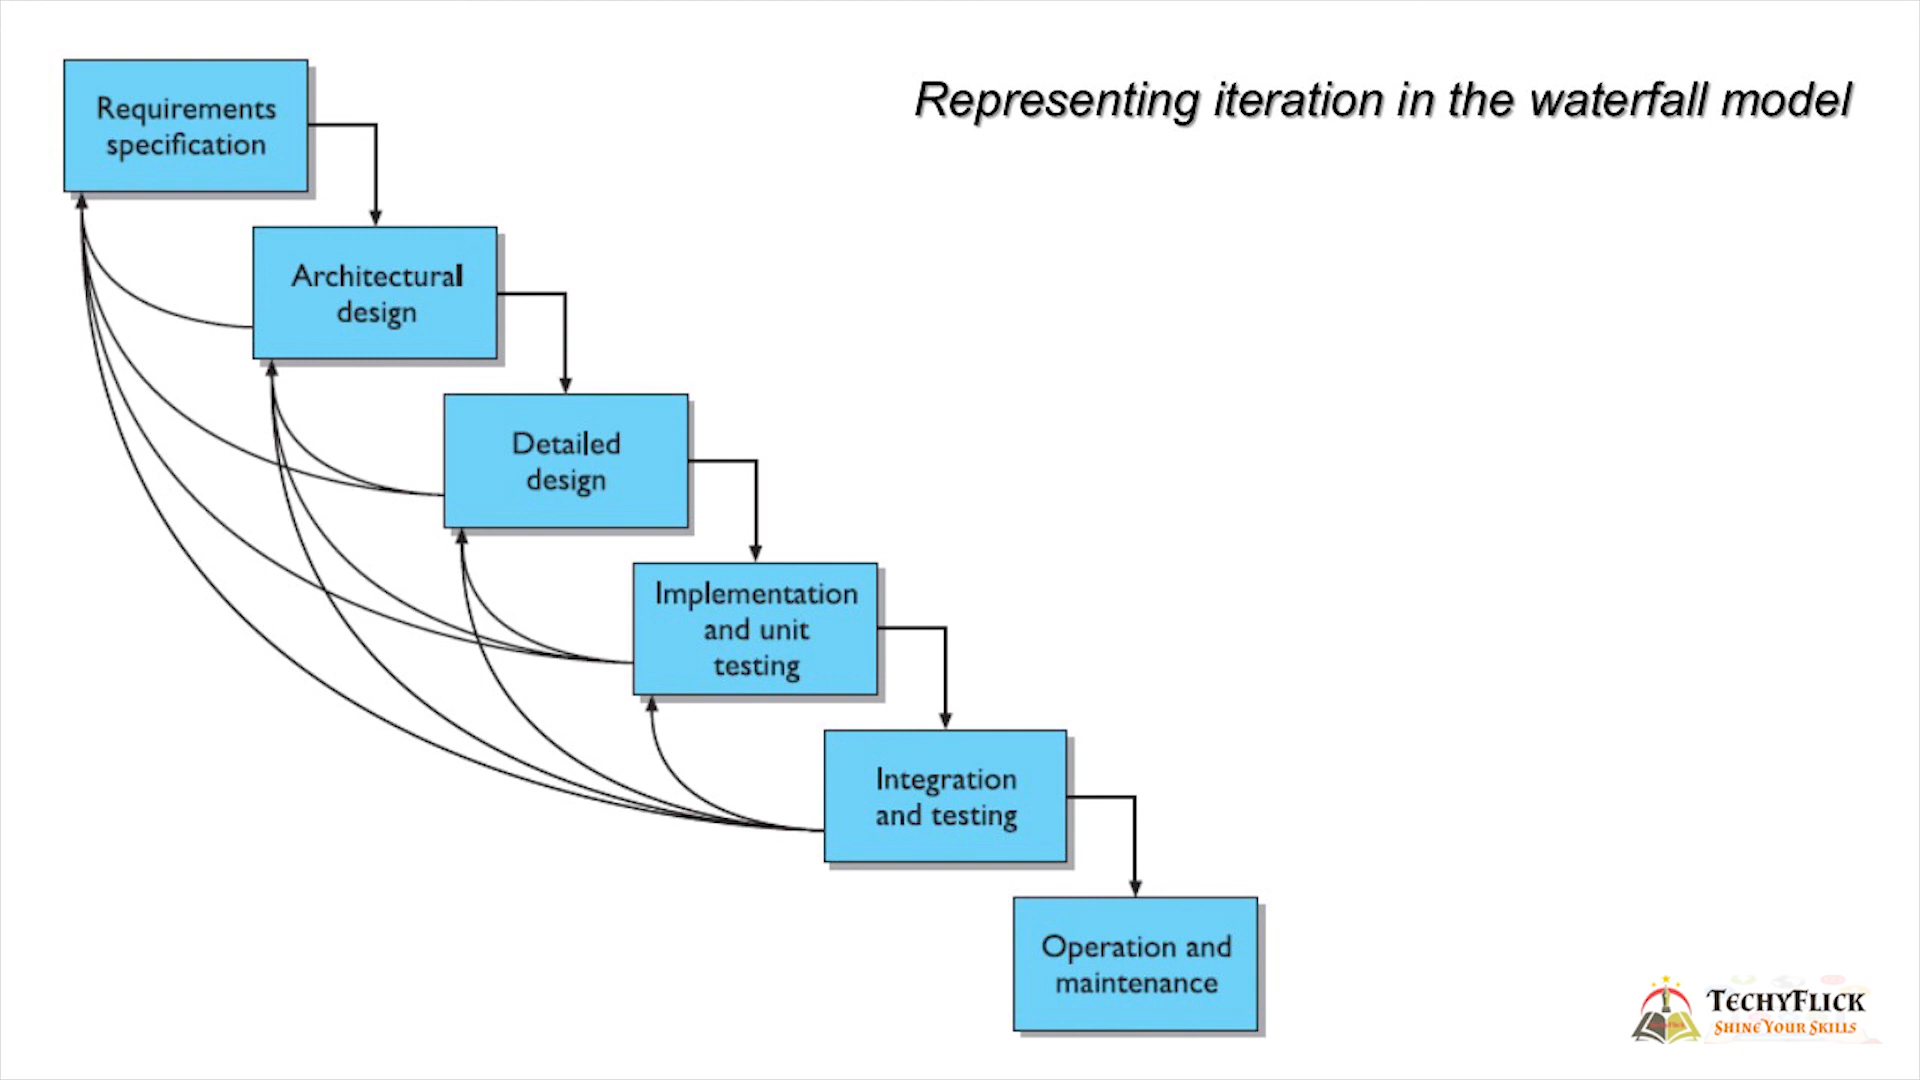 Representing iteration in the waterfall model
Requirements
specification
Architectural
design
Detailed
design
Implementation
and unit
testing
Integration
and testing
Operation and
maintenance
TECHYFLICK
SHINE YOUR SKILLS